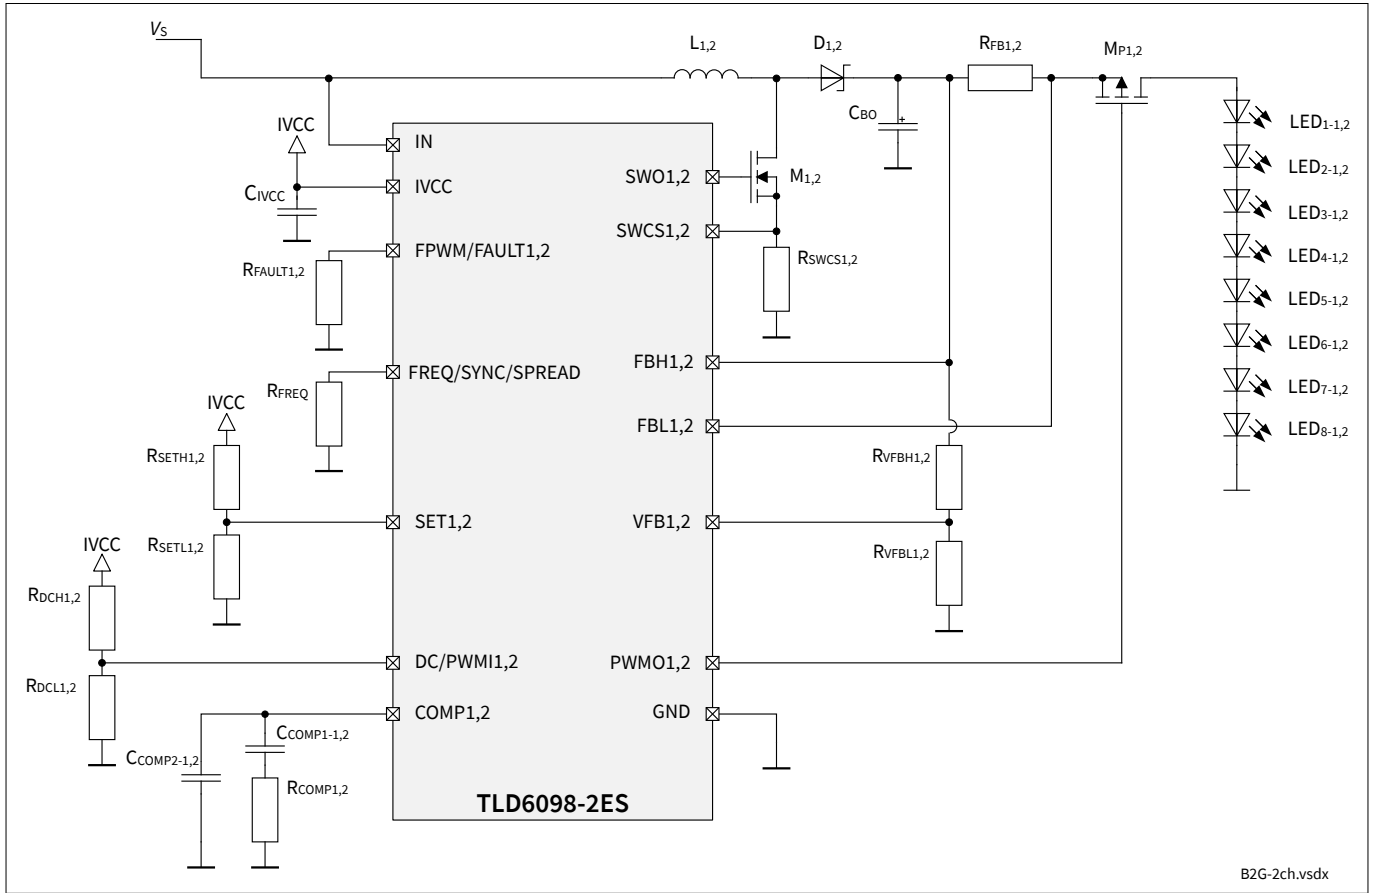 VS
L1,2
D1,2
RFB1,2
MP1,2
CBO
IVCC
IN
IVCC
CIVCC
SWO1,2
M1,2
SWCS1,2
RSWCS1,2
FPWM/FAULT1,2
RFAULT1,2
LED1-1,2
LED2-1,2
LED3-1,2
LED4-1,2
LED5-1,2
LED6-1,2
LED7-1,2
LED8-1,2
FREQ/SYNC/SPREAD
RFREQ
FBH1,2
FBL1,2
IVCC
RSETH1,2
RVFBH1,2
SET1,2
VFB1,2
RSETL1,2
RVFBL1,2
IVCC
RDCH1,2
DC/PWMI1,2
PWMO1,2
RDCL1,2
COMP1,2
GND
CCOMP1-1,2
CCOMP2-1,2
RCOMP1,2
TLD6098-2ES
B2G-2ch.vsdx